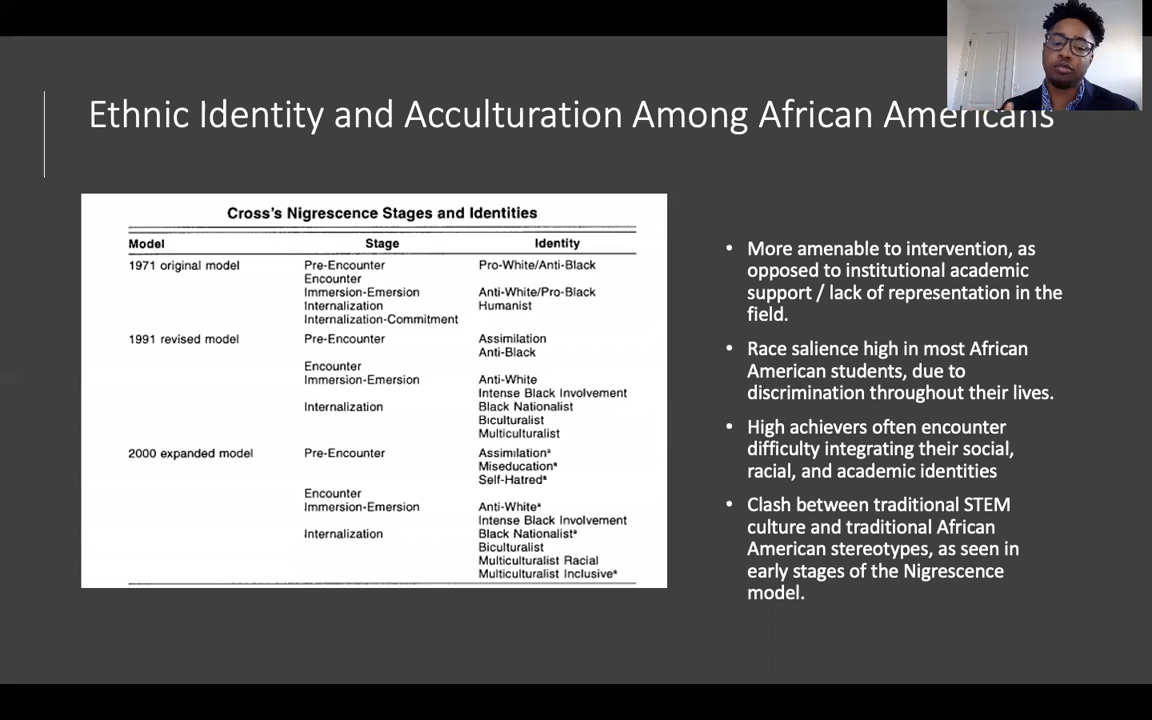 Ethnic Identity and Acculturation Among African Americans
Cross's Nigrescence Stages and Identities
Model Stage Identity
1971 original model Pre-Encounter Pro-White/Anti-Black
Encounter
Immersion-Emersion Anti-White/Pro-Black
Internalization Humanist
Internalization-Commitment
1991 revised model Pre-Encounter Assimilation
Anti-Black
Encounter
Immersion-Emersion Anti-White
Intense Black Involvement
Internalization Black Nationalist
Biculturalist
Multiculturalist
2000 expanded model Pre-Encounter Assimilationª
Miseducationª
Self-Hatredª
Encounter
Immersion-Emersion Anti-Whiteª
Intense Black Involvement
Internalization Black Nationalistª
Biculturalist
Multiculturalist Racial
Multiculturalist Inclusiveª
• More amenable to intervention, as
opposed to institutional academic
support / lack of representation in the
field.
• Race salience high in most African
American students, due to
discrimination throughout their lives.
• High achievers often encounter
difficulty integrating their social,
racial, and academic identities
• Clash between traditional STEM
culture and traditional African
American stereotypes, as seen in
early stages of the Nigrescence
model.